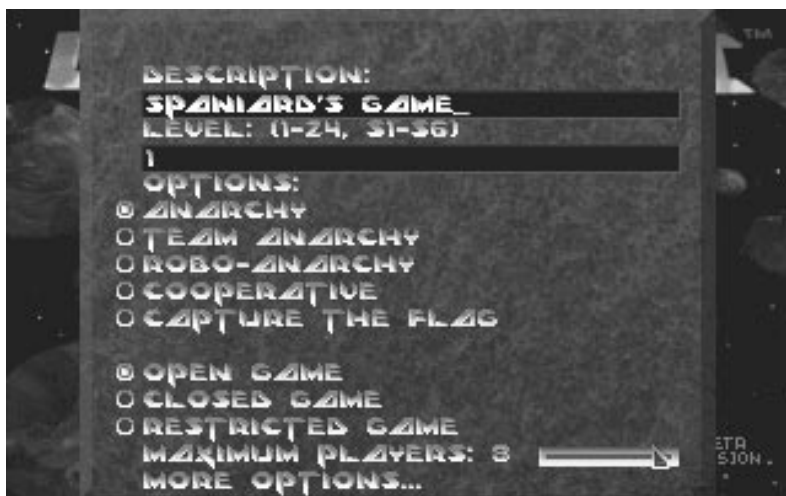 TM
DESCRIPTION:
SPANIARD'S GAME_
LEVEL: (1-24, S1-S6)
1
OPTIONS:
ANARCHY
TEAM ANARCHY
ROBO-ANARCHY
COOPERATIVE
CAPTURE THE FLAG
OPEN GAME
CLOSED GAME
RESTRICTED GAME
MAXIMUM PLAYERS: 8
MORE OPTIONS...